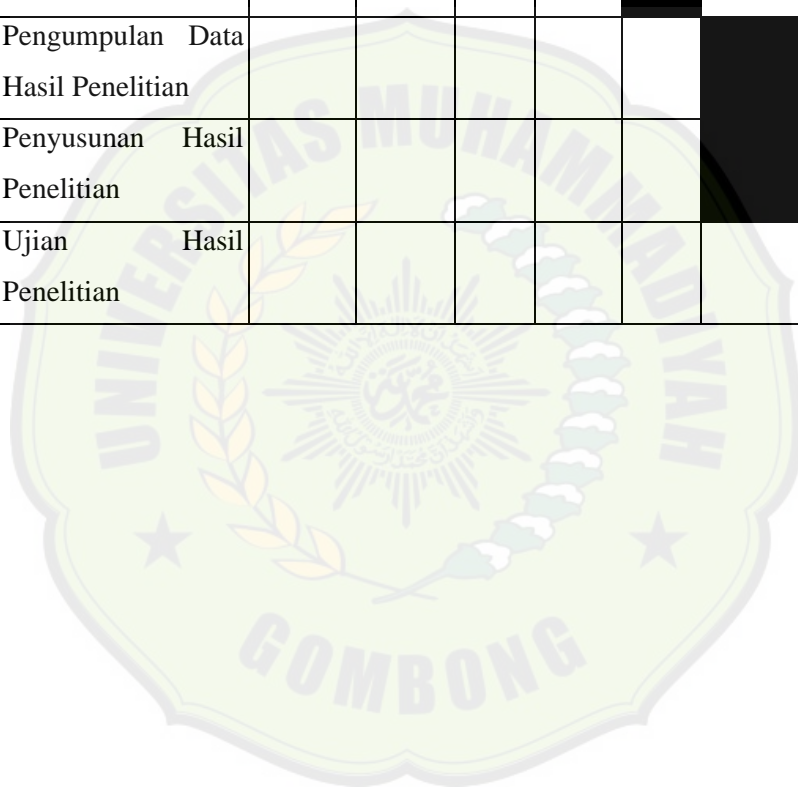 Pengumpulan Data
Hasil Penelitian
Penyusunan Hasil
Penelitian
Ujian Hasil
Penelitian
UNIVERSITAS MUHAMMADIYAH
GOMBONG